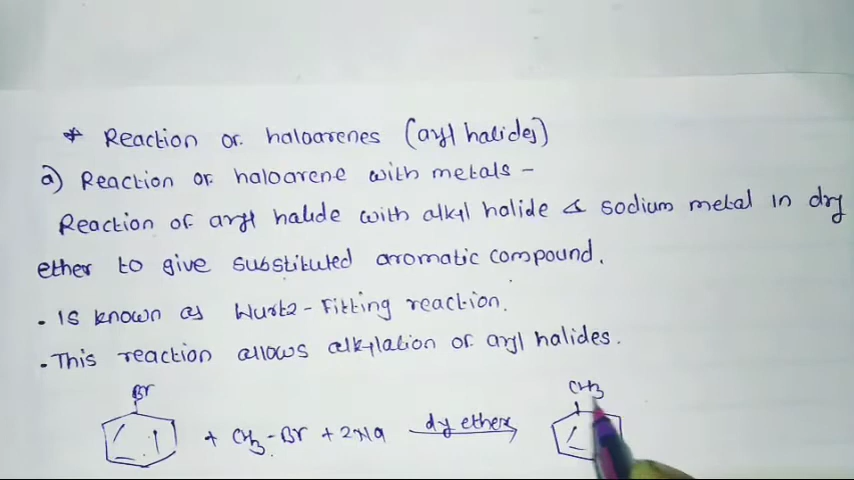 * Reaction or haloarenes (aryl halides)
a) Reaction or haloarene with metals -
Reaction of aryl halide with alkyl halide & sodium metal in dry
ether to give substituted aromatic compound.
. Is known as Wurtz - Fitting reaction.
. This reaction allows alkylation or aryl halides.
Br
CH3
+ CH3 - Br + 2Na
dy ether